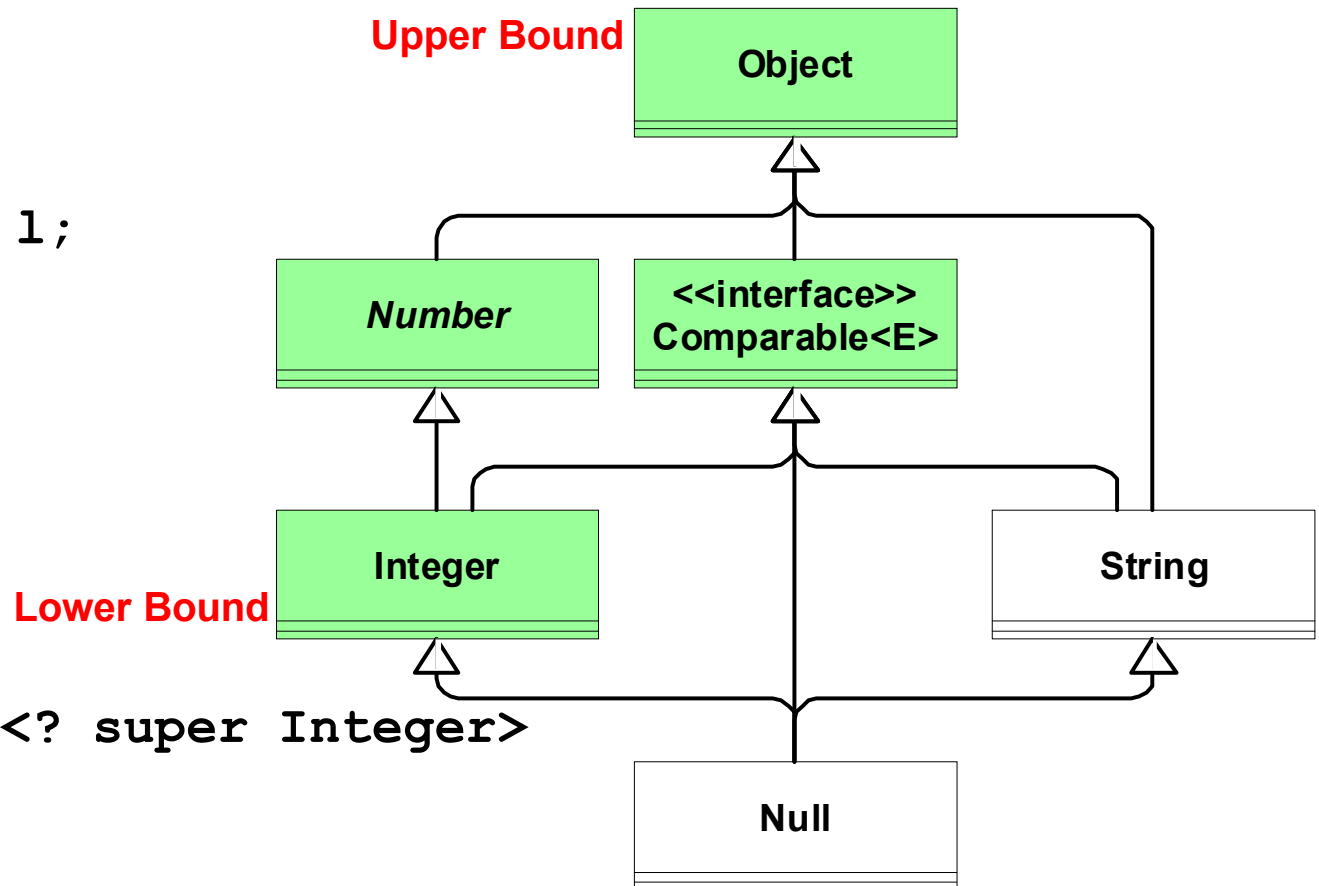 Upper Bound
Object
l;
Number
<<interface>>
Comparable<E>
Integer
String
Lower Bound
<? super Integer>
Null